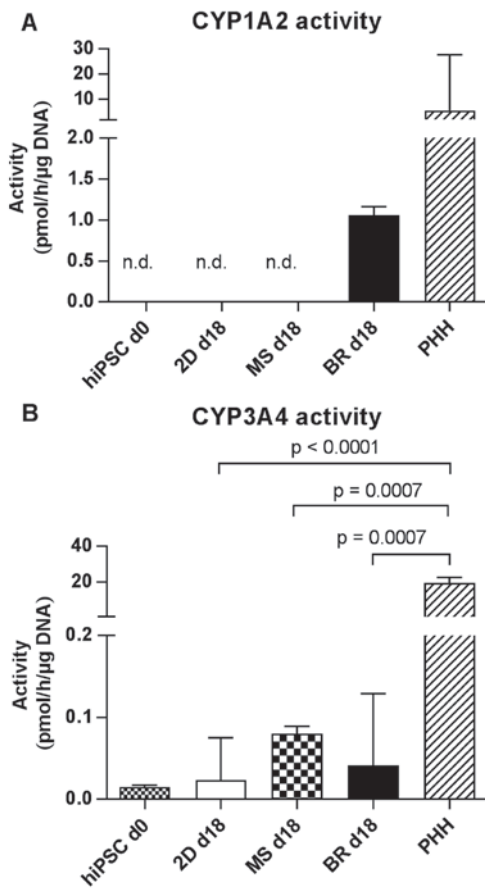 A
CYP1A2 activity
Activity
(pmol/h/µg DNA)
30
20
10
2.0
1.5
1.0
0.5
0.0
n.d.
n.d.
n.d.
hiPSC d0
2D d18
MS d18
BR d18
PHH
B
CYP3A4 activity
p < 0.0001
p = 0.0007
p = 0.0007
Activity
(pmol/h/µg DNA)
40
20
0.2
0.1
0.0
hiPSC d0
2D d18
MS d18
BR d18
PHH